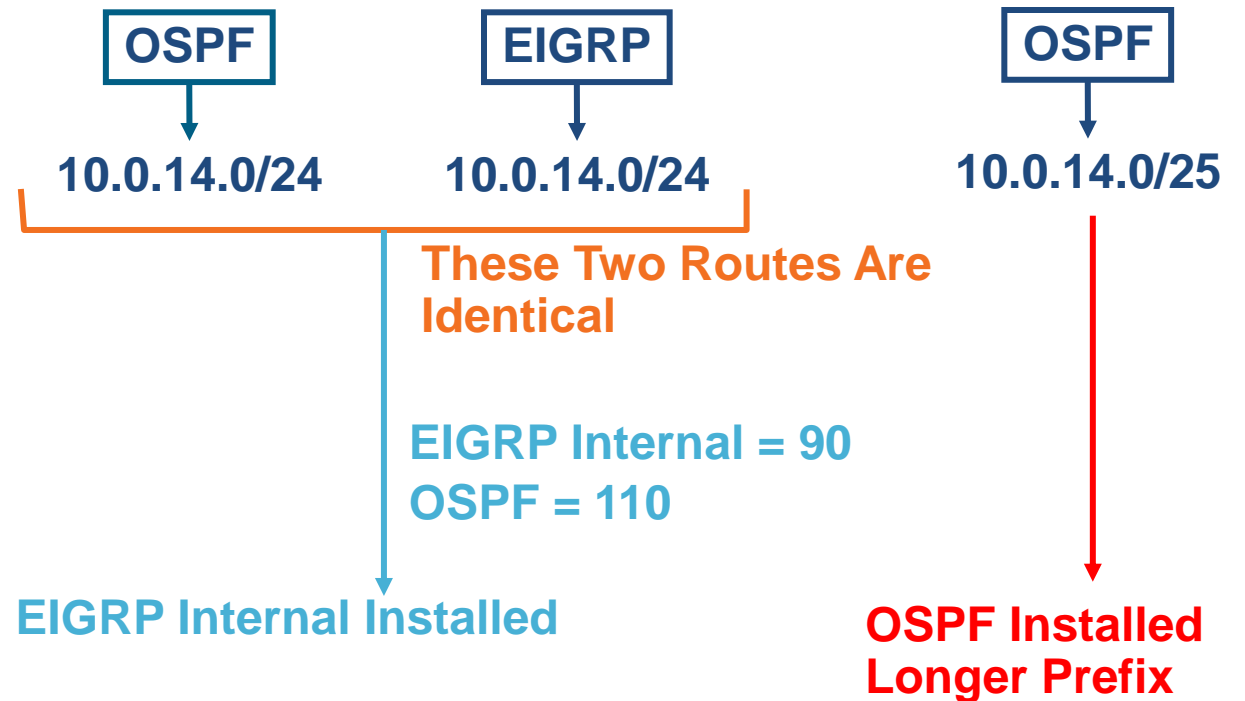 OSPF
EIGRP
OSPF
10.0.14.0/24
10.0.14.0/24
10.0.14.0/25
These Two Routes Are
Identical
EIGRP Internal = 90
OSPF = 110
EIGRP Internal Installed
OSPF Installed
Longer Prefix